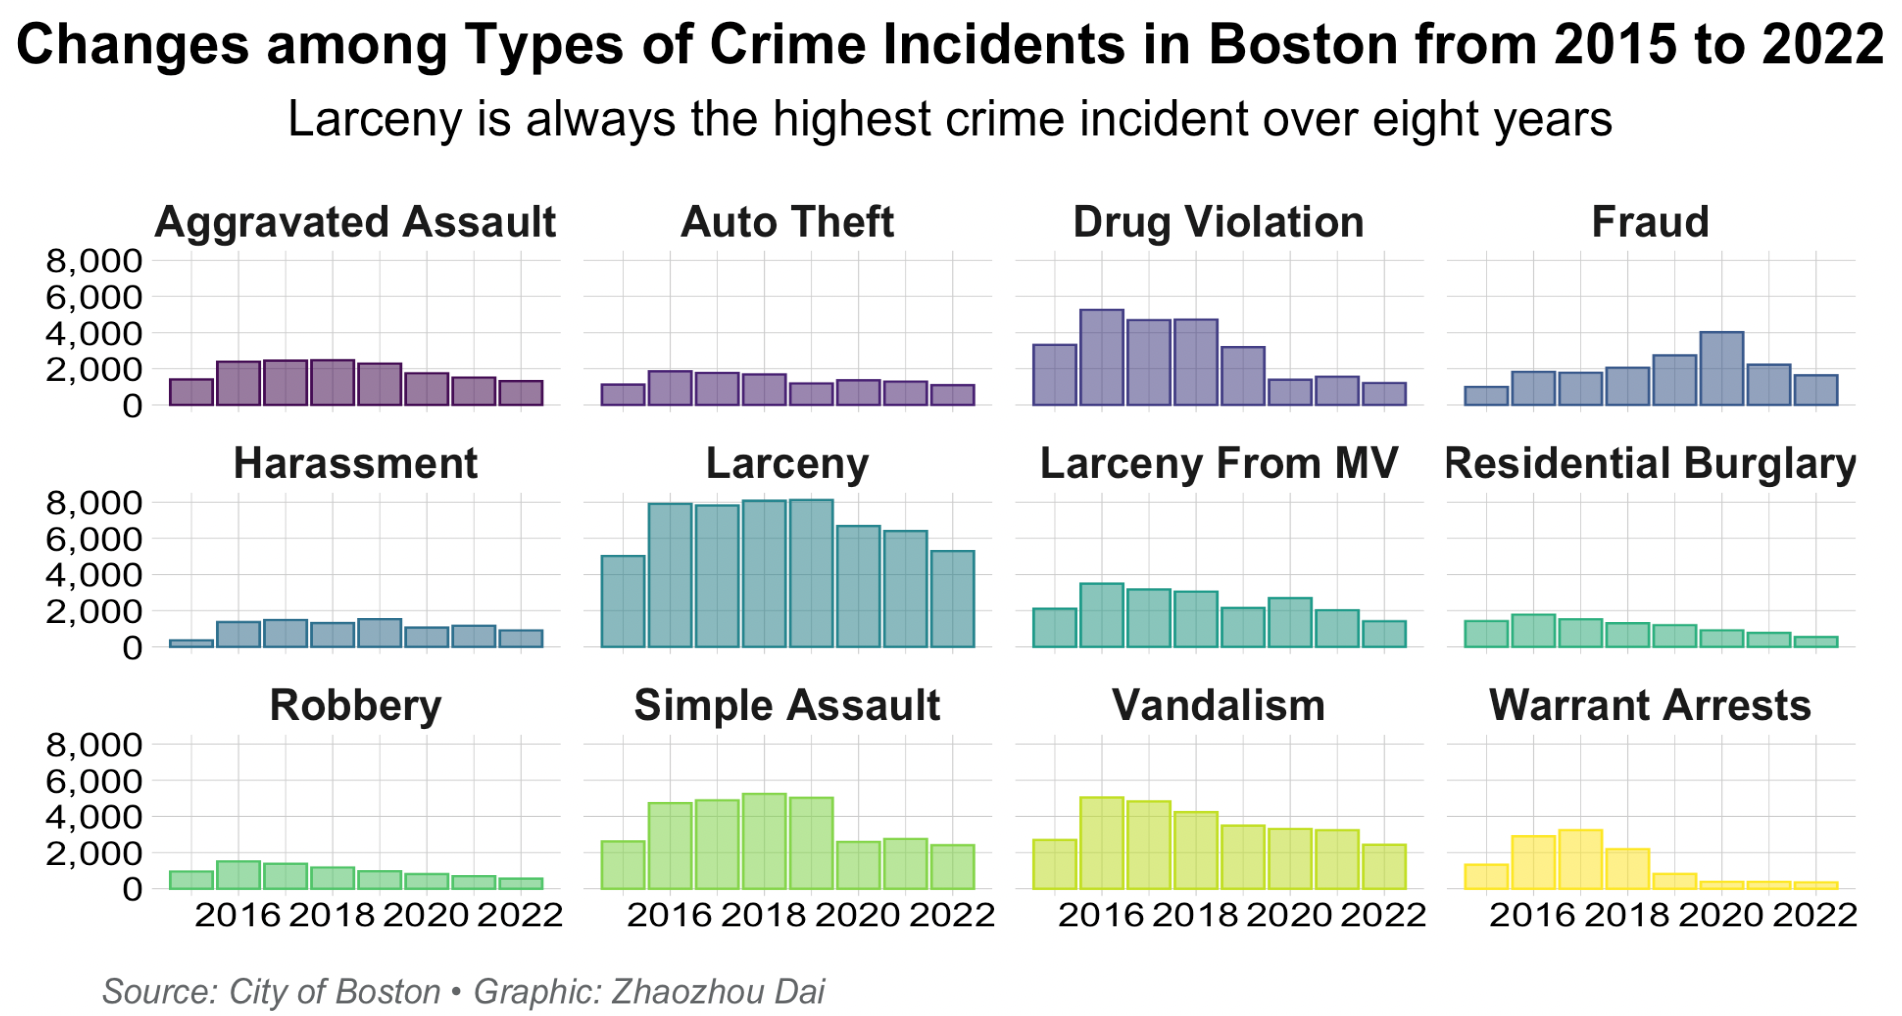 Changes among Types of Crime Incidents in Boston from 2015 to 2022
Larceny is always the highest crime incident over eight years
Aggravated Assault Auto Theft Drug Violation Fraud
8,000
6,000
4,000
2,000
0
Harassment Larceny Larceny From MV Residential Burglary
8,000
6,000
4,000
2,000
0
Robbery Simple Assault Vandalism Warrant Arrests
8,000
6,000
4,000
2,000
0
2016 2018 2020 2022 2016 2018 2020 2022 2016 2018 2020 2022 2016 2018 2020 2022
Source: City of Boston • Graphic: Zhaozhou Dai